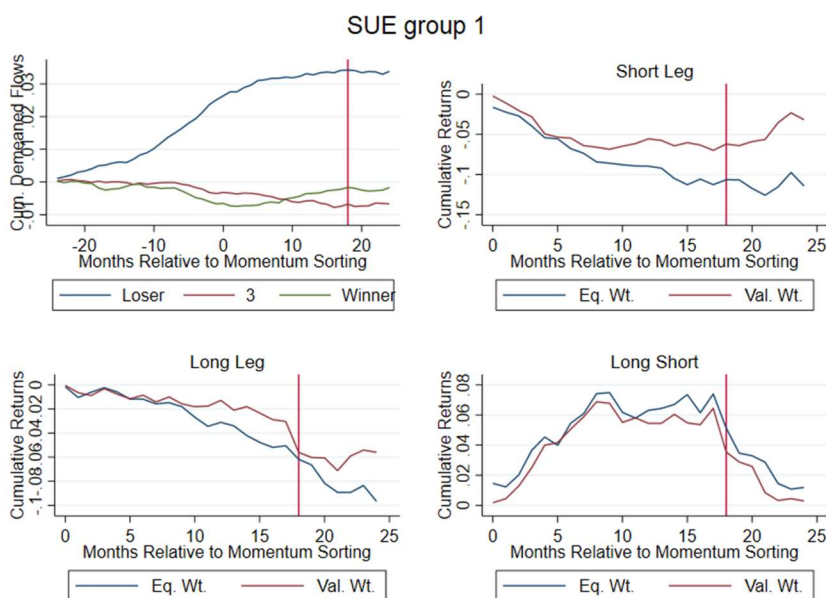 SUE group 1
Cum. Demeaned Flows
-.01 0 .01 .02 .03
-20 -10 0 10 20
Months Relative to Momentum Sorting
Loser 3 Winner
Short Leg
Cumulative Returns
-.15 -.1 -.05 0
0 5 10 15 20 25
Months Relative to Momentum Sorting
Eq. Wt. Val. Wt.
Long Leg
Cumulative Returns
-.1 -.08 -.06 -.04 -.02 0
0 5 10 15 20 25
Months Relative to Momentum Sorting
Eq. Wt. Val. Wt.
Long Short
Cumulative Returns
0 .02 .04 .06 .08
0 5 10 15 20 25
Months Relative to Momentum Sorting
Eq. Wt. Val. Wt.